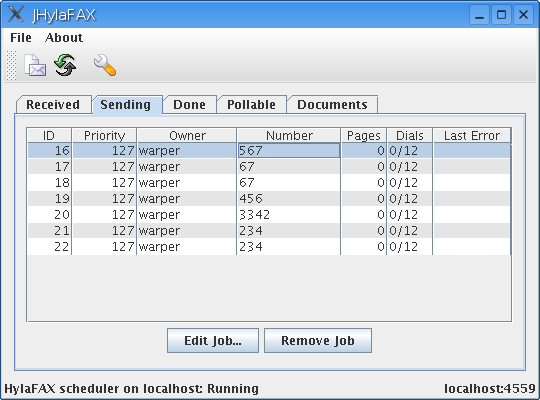 JHylaFAX
File About
Received Sending Done Pollable Documents
ID Priority Owner Number Pages Dials Last Error
16 127 warper 567 0 0/12
17 127 warper 67 0 0/12
18 127 warper 67 0 0/12
19 127 warper 456 0 0/12
20 127 warper 3342 0 0/12
21 127 warper 234 0 0/12
22 127 warper 234 0 0/12
Edit Job... Remove Job
HylaFAX scheduler on localhost: Running localhost:4559